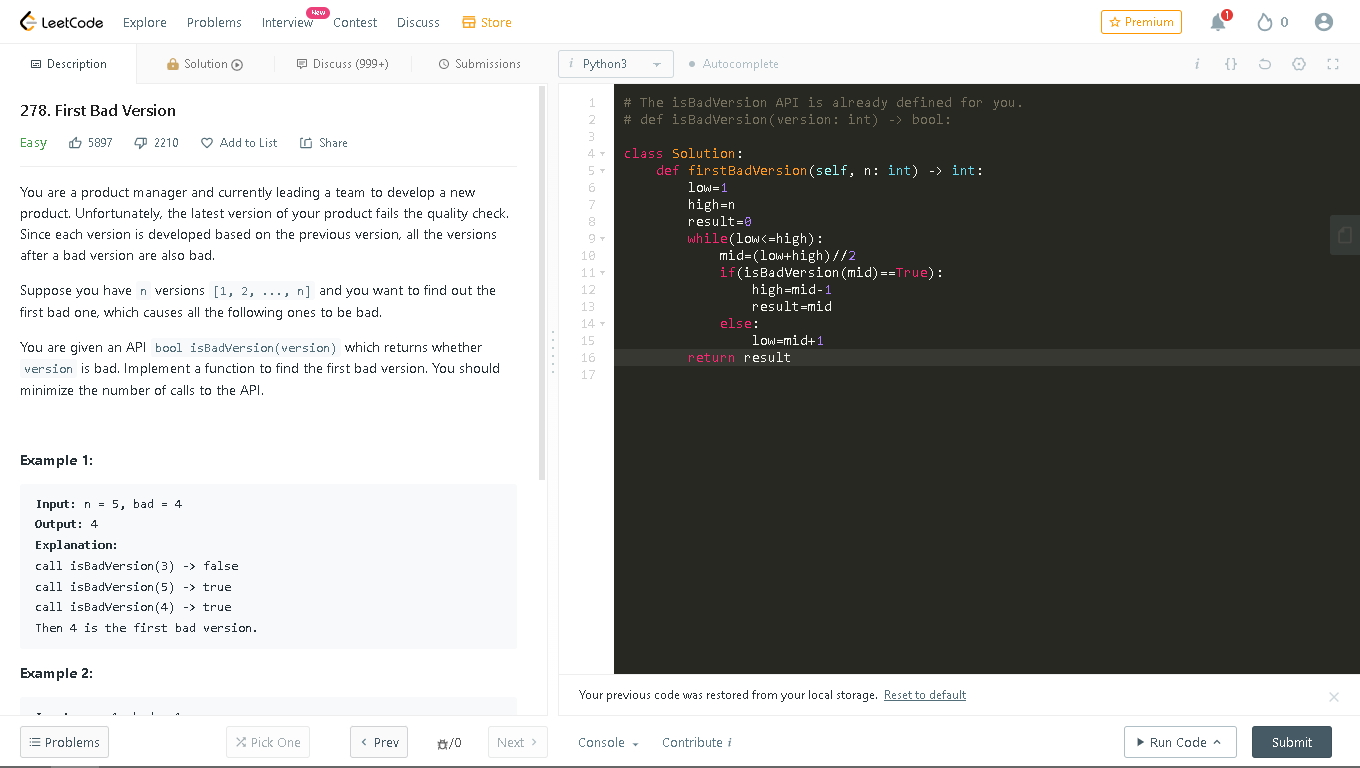 LeetCode Explore Problems Interview New Contest Discuss Store Premium 1 0
Description Solution Discuss (999+) Submissions
278. First Bad Version
Easy 5897 2210 Add to List Share
You are a product manager and currently leading a team to develop a new
product. Unfortunately, the latest version of your product fails the quality check.
Since each version is developed based on the previous version, all the versions
after a bad version are also bad.
Suppose you have n versions [1, 2, ..., n] and you want to find out the
first bad one, which causes all the following ones to be bad.
You are given an API bool isBadVersion(version) which returns whether
version is bad. Implement a function to find the first bad version. You should
minimize the number of calls to the API.
Example 1:
Input: n = 5, bad = 4
Output: 4
Explanation:
call isBadVersion(3) -> false
call isBadVersion(5) -> true
call isBadVersion(4) -> true
Then 4 is the first bad version.
Example 2:
Problems Pick One < Prev /0 Next >
i Python3 Autocomplete i {}
1 # The isBadVersion API is already defined for you.
2 # def isBadVersion(version: int) -> bool:
3
4 class Solution:
5     def firstBadVersion(self, n: int) -> int:
6         low=1
7         high=n
8         result=0
9         while(low<=high):
10             mid=(low+high)//2
11             if(isBadVersion(mid)==True):
12                 high=mid-1
13                 result=mid
14             else:
15                 low=mid+1
16         return result
17
Your previous code was restored from your local storage. Reset to default
Console Contribute i Run Code Submit